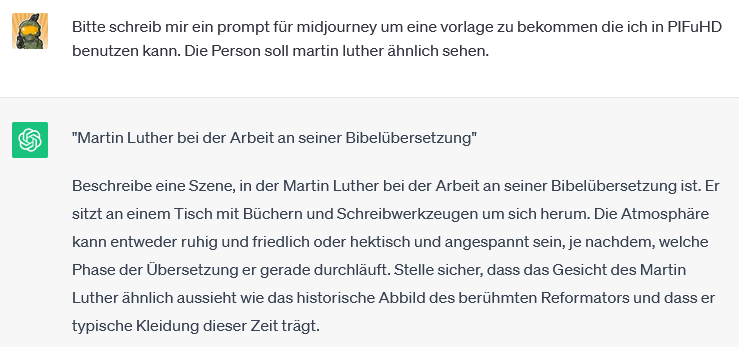 Bitte schreib mir ein prompt für midjourney um eine vorlage zu bekommen die ich in PIFuHD
benutzen kann. Die Person soll martin luther ähnlich sehen.
"Martin Luther bei der Arbeit an seiner Bibelübersetzung"
Beschreibe eine Szene, in der Martin Luther bei der Arbeit an seiner Bibelübersetzung ist. Er
sitzt an einem Tisch mit Büchern und Schreibwerkzeugen um sich herum. Die Atmosphäre
kann entweder ruhig und friedlich oder hektisch und angespannt sein, je nachdem, welche
Phase der Übersetzung er gerade durchläuft. Stelle sicher, dass das Gesicht des Martin
Luther ähnlich aussieht wie das historische Abbild des berühmten Reformators und dass er
typische Kleidung dieser Zeit trägt.